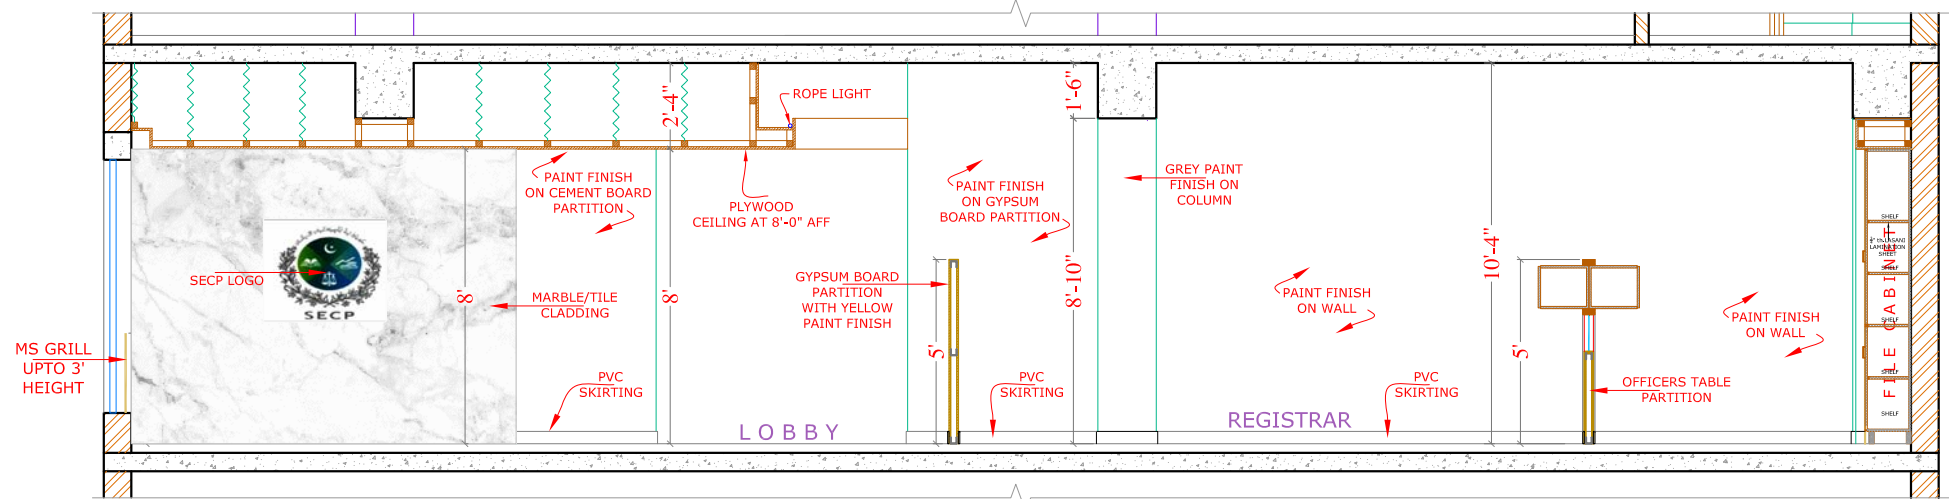 ROPE LIGHT
2'-4"
1'-6"
PAINT FINISH
ON CEMENT BOARD
PARTITION
PLYWOOD
CEILING AT 8'-0" AFF
PAINT FINISH
ON GYPSUM
BOARD PARTITION
GREY PAINT
FINISH ON
COLUMN
SECP LOGO
SECP
MARBLE/TILE
CLADDING
8'
8'
GYPSUM BOARD
PARTITION
WITH YELLOW
PAINT FINISH
8'-10"
10'-4"
PAINT FINISH
ON WALL
PAINT FINISH
ON WALL
MS GRILL
UPTO 3'
HEIGHT
5'
5'
PVC
SKIRTING
PVC
SKIRTING
PVC
SKIRTING
OFFICERS TABLE
PARTITION
LOBBY
REGISTRAR
FILE CABINET
SHELF
LAMINATION
SHEET
SHELF
SHELF
SHELF
SHELF